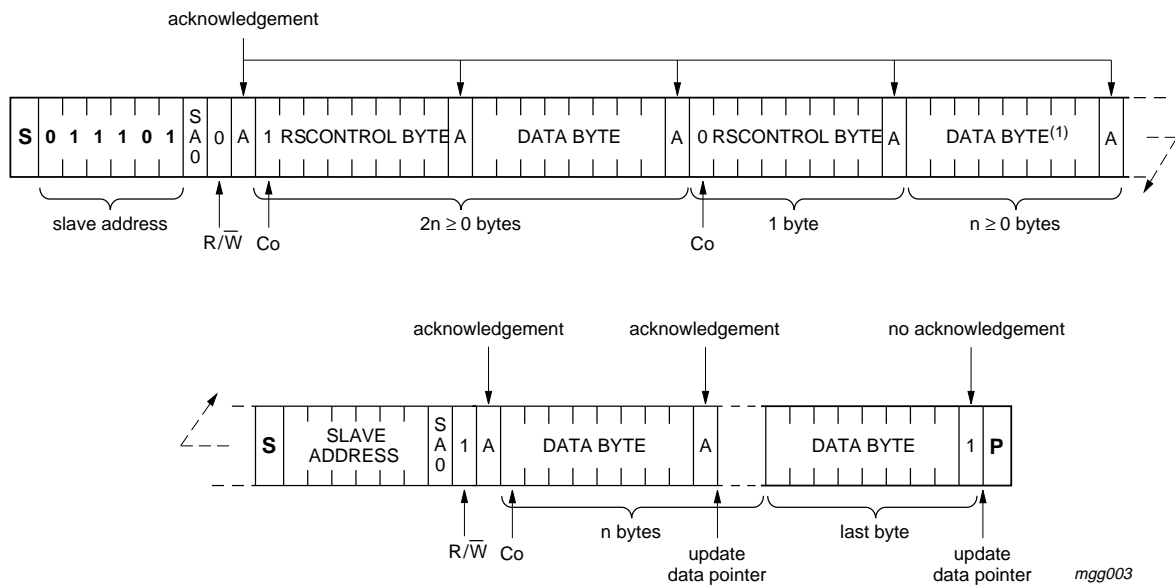 acknowledgement
S 0 1 1 1 0 1 SA0 0 A 1 RS CONTROL BYTE A DATA BYTE A 0 RS CONTROL BYTE A DATA BYTE(1) A
slave address 2n ≥ 0 bytes 1 byte n ≥ 0 bytes
R/W̅ Co Co
acknowledgement acknowledgement no acknowledgement
S SLAVE ADDRESS SA0 1 A DATA BYTE A DATA BYTE 1 P
n bytes last byte
R/W̅ Co update data pointer update data pointer
mgg003